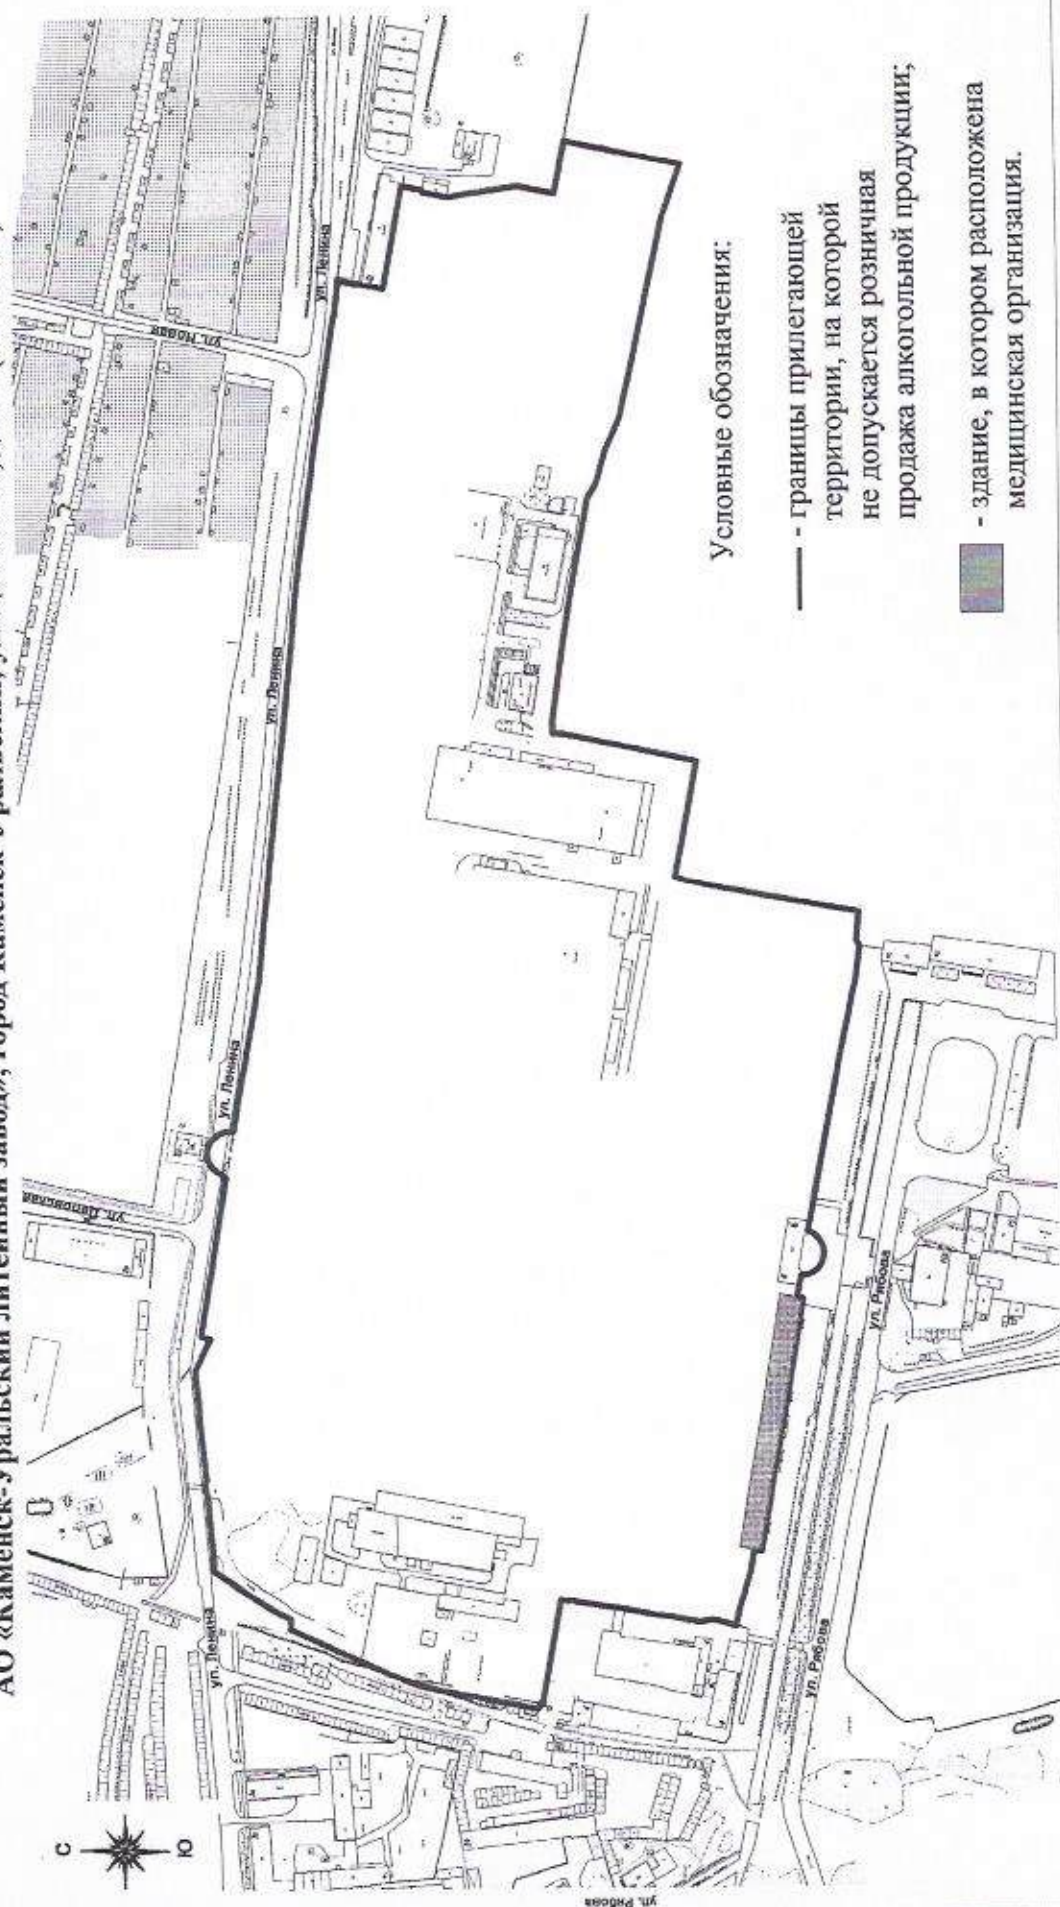 АО «Каменск-Уральский литейный завод», город Каменск-Уральский,
С
Ю
ул. Ленина
ул. Паповская
ул. Ленина
ул. Ленина
ул. Новая
ул. Ленина
ул. Рябова
ул. Рябова
ул. Рябова
Условные обозначения:
- границы прилегающей
территории, на которой
не допускается розничная
продажа алкогольной продукции;
- здание, в котором расположена
медицинская организация.